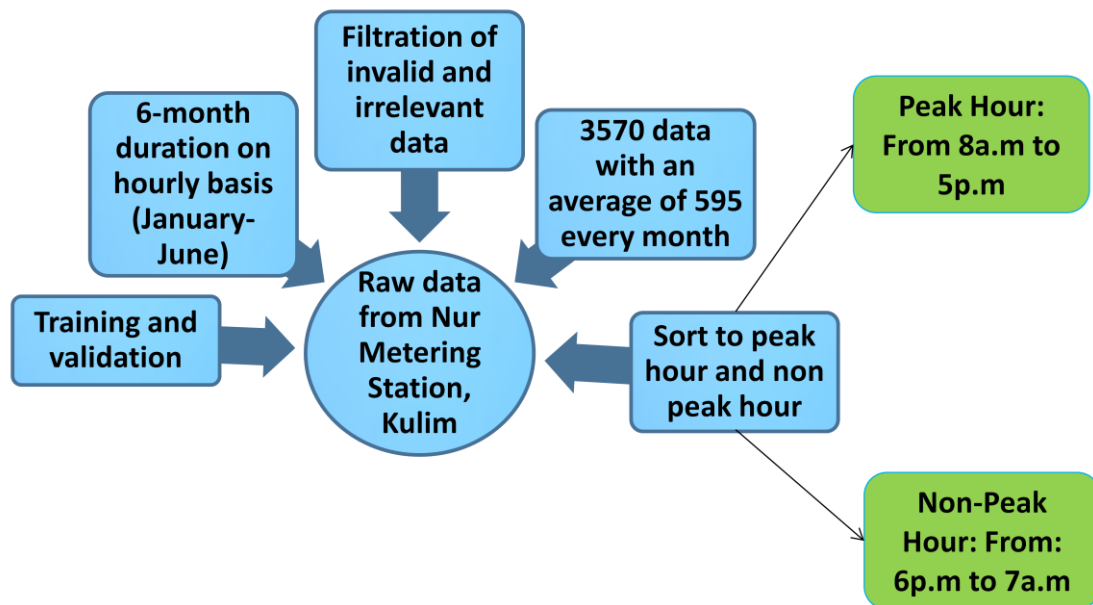 Training and
validation
6-month
duration on
hourly basis
(January-
June)
Filtration of
invalid and
irrelevant
data
3570 data
with an
average of 595
every month
Raw data
from Nur
Metering
Station,
Kulim
Sort to peak
hour and non
peak hour
Peak Hour:
From 8a.m to
5p.m
Non-Peak
Hour: From:
6p.m to 7a.m